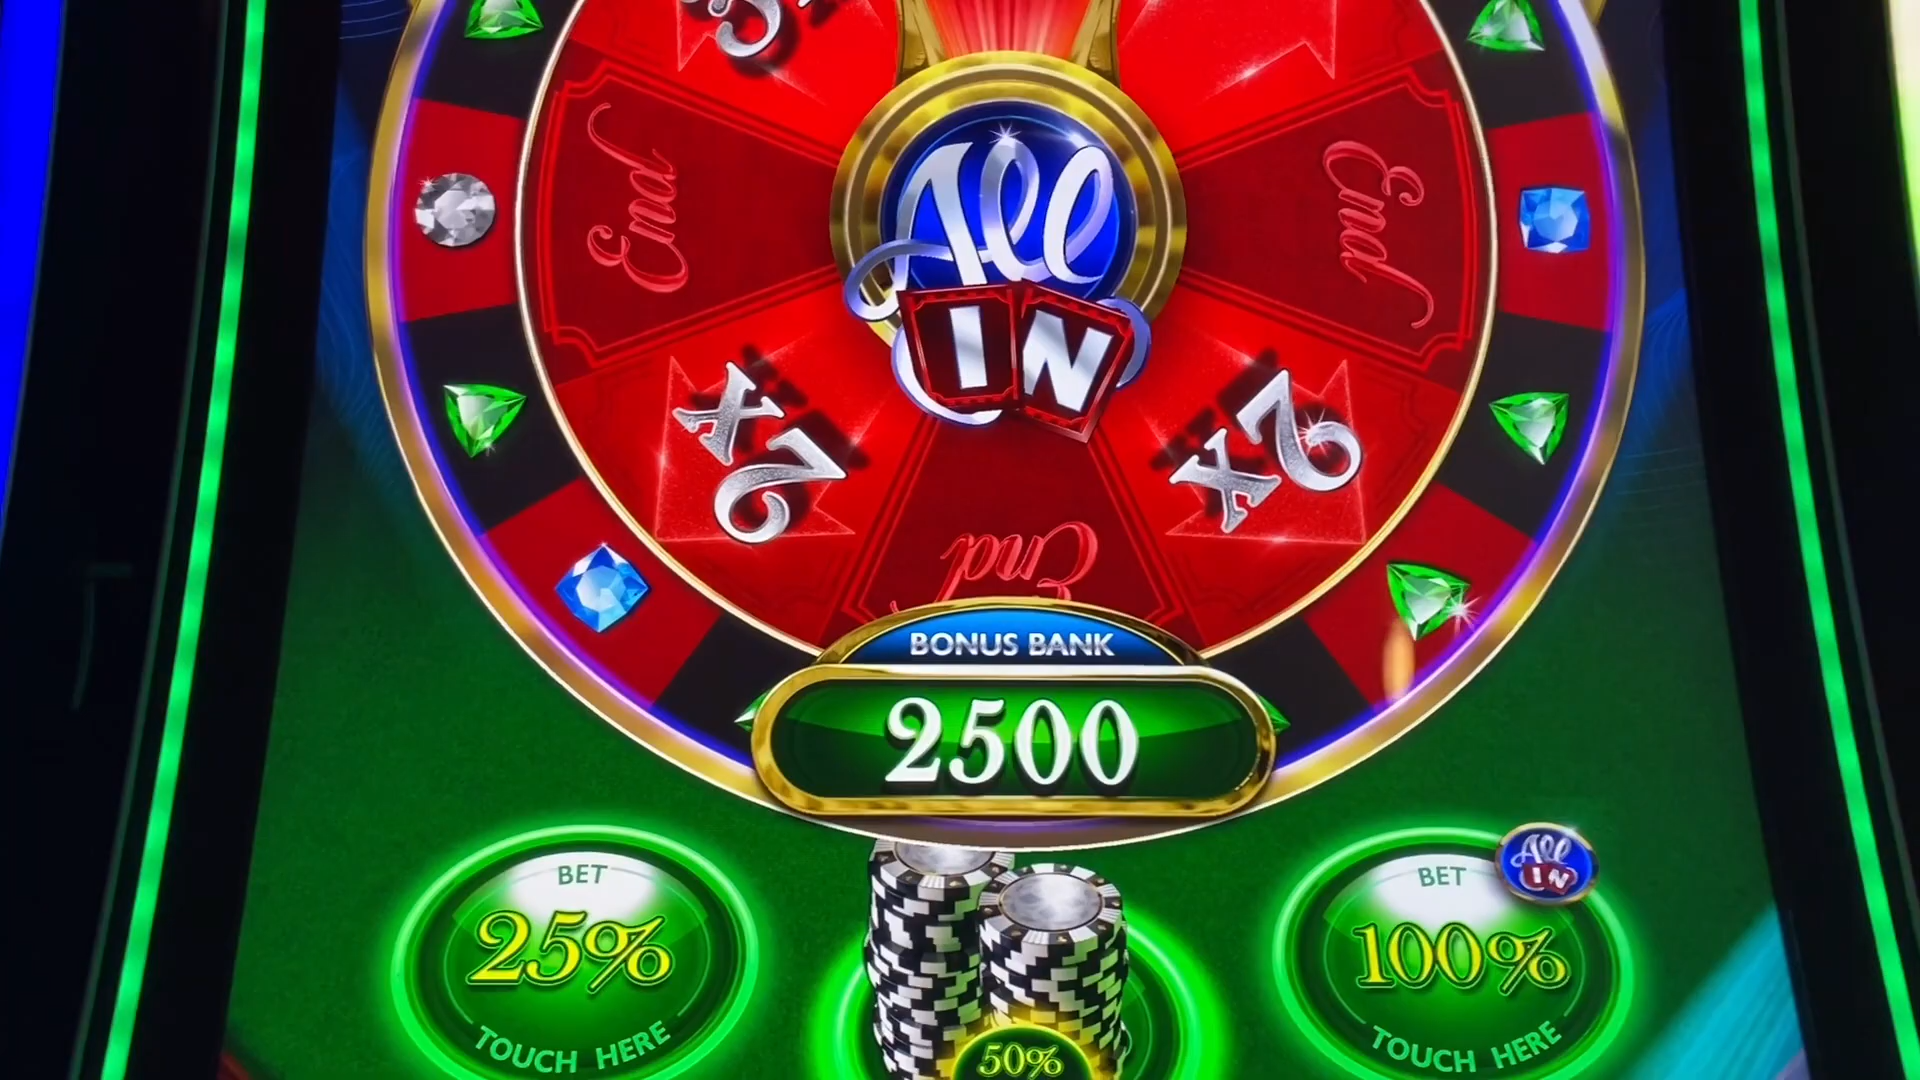 End
End
All
IN
2X
2X
End
BONUS BANK
2500
BET
25%
TOUCH HERE
50%
BET
100%
TOUCH HERE
All
IN